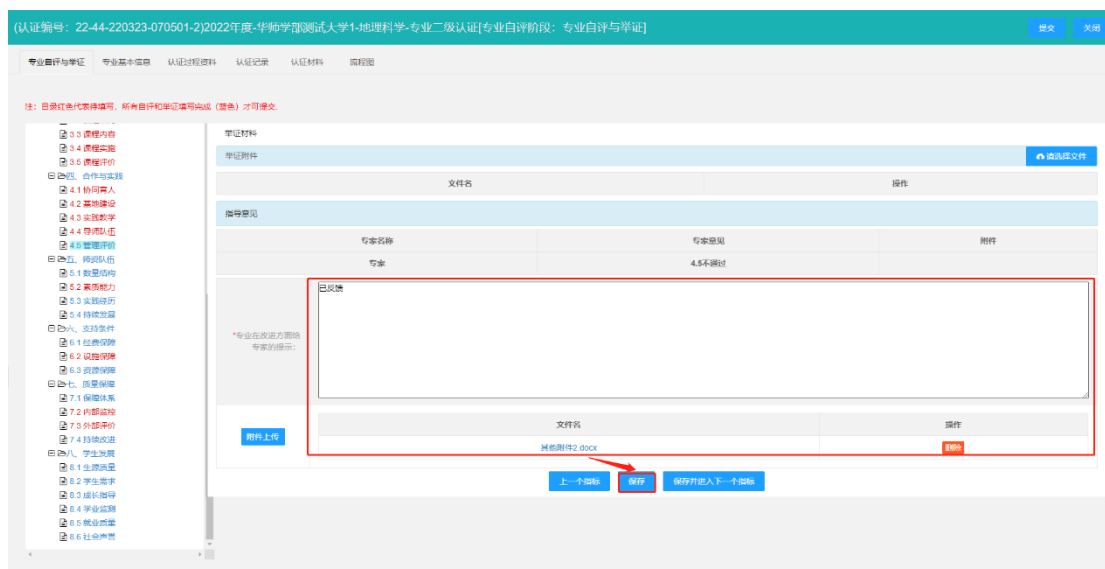 (认证编号：22-44-220323-070501-2)2022年度-华师学部测试大学1-地理科学-专业二级认证[专业自评阶段：专业自评与举证]
提交 关闭
专业自评与举证 专业基本信息 认证过程资料 认证记录 认证材料 流程图
注：目录红色代表待填写，所有自评和举证填写完成（蓝色）才可提交.
3.3 课程内容
3.4 课程实施
3.5 课程评价
四、合作与实践
4.1 协同育人
4.2 基地建设
4.3 实践教学
4.4 导师队伍
4.5 管理评价
五、师资队伍
5.1 数量结构
5.2 素质能力
5.3 实践经历
5.4 持续发展
六、支持条件
6.1 经费保障
6.2 设施保障
6.3 资源保障
七、质量保障
7.1 保障体系
7.2 内部监控
7.3 外部评价
7.4 持续改进
八、学生发展
8.1 生源质量
8.2 学生需求
8.3 成长指导
8.4 学业监测
8.5 就业质量
8.6 社会声誉
举证材料
举证附件 请选择文件
文件名 操作
指导意见
专家名称 专家意见 附件
专家 4.5不通过
*专业在改进方面给
专家的提示：
已反馈
附件上传
文件名 操作
其他附件2.docx 删除
上一个指标 保存 保存并进入下一个指标